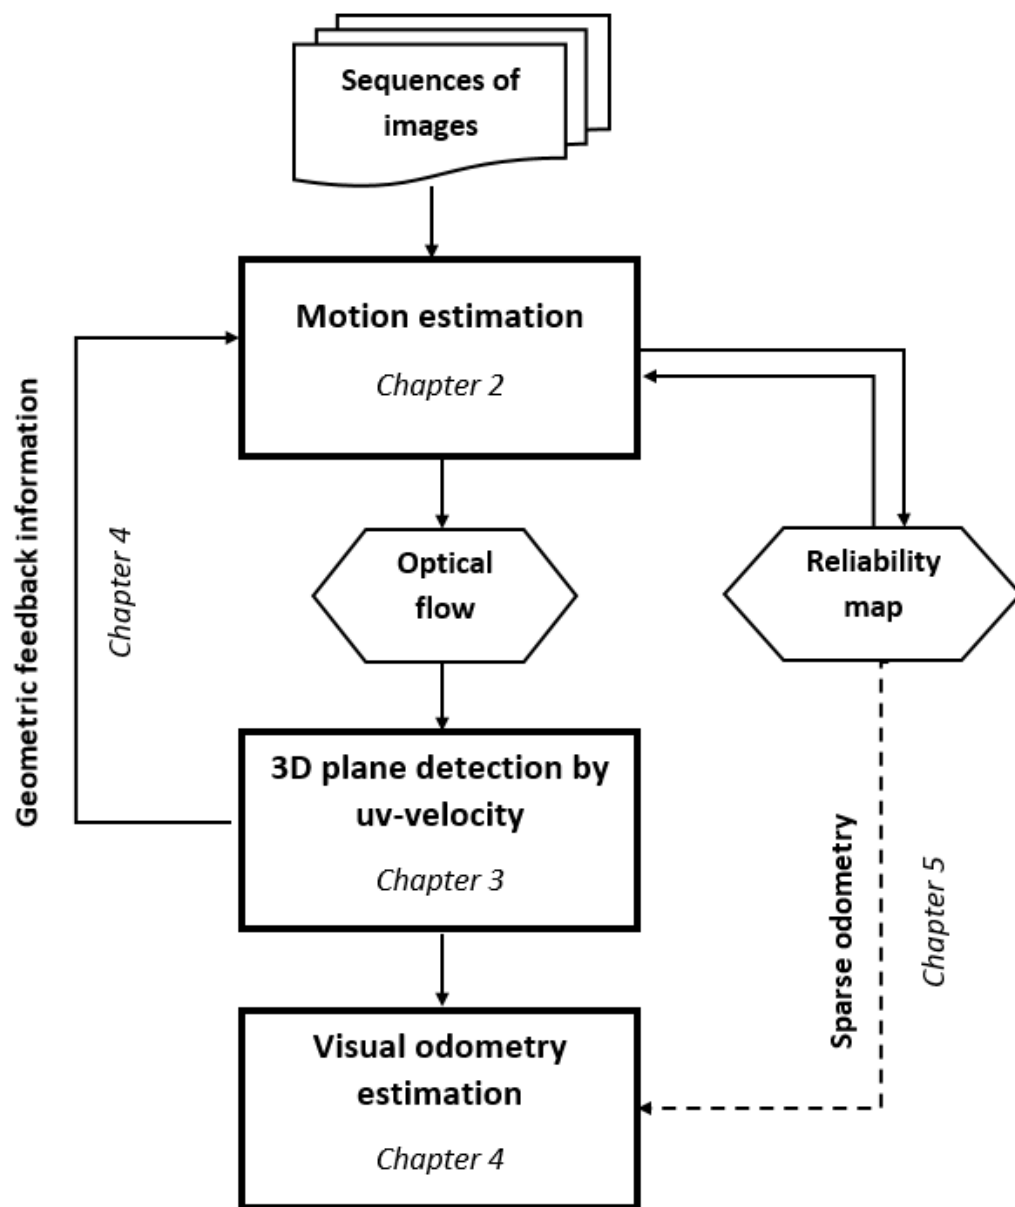 Sequences of
images
Motion estimation
Chapter 2
Geometric feedback information
Chapter 4
Optical
flow
Reliability
map
3D plane detection by
uv-velocity
Chapter 3
Sparse odometry
Chapter 5
Visual odometry
estimation
Chapter 4